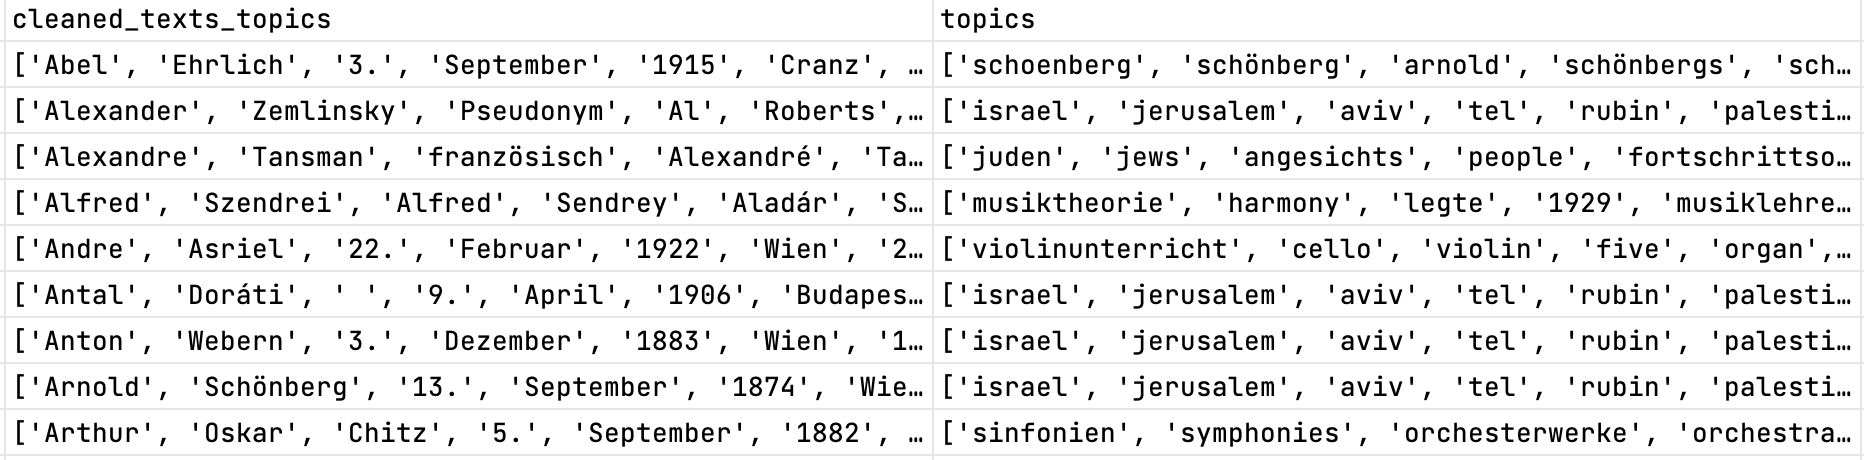 cleaned_texts_topics topics
['Abel', 'Ehrlich', '3.', 'September', '1915', 'Cranz', … ['schoenberg', 'schönberg', 'arnold', 'schönbergs', 'sch…
['Alexander', 'Zemlinsky', 'Pseudonym', 'Al', 'Roberts',… ['israel', 'jerusalem', 'aviv', 'tel', 'rubin', 'palesti…
['Alexandre', 'Tansman', 'französisch', 'Alexandré', 'Ta… ['juden', 'jews', 'angesichts', 'people', 'fortschrittso…
['Alfred', 'Szendrei', 'Alfred', 'Sendrey', 'Aladár', 'S… ['musiktheorie', 'harmony', 'legte', '1929', 'musiklehre…
['Andre', 'Asriel', '22.', 'Februar', '1922', 'Wien', '2… ['violinunterricht', 'cello', 'violin', 'five', 'organ',…
['Antal', 'Doráti', ' ', '9.', 'April', '1906', 'Budapes… ['israel', 'jerusalem', 'aviv', 'tel', 'rubin', 'palesti…
['Anton', 'Webern', '3.', 'Dezember', '1883', 'Wien', '1… ['israel', 'jerusalem', 'aviv', 'tel', 'rubin', 'palesti…
['Arnold', 'Schönberg', '13.', 'September', '1874', 'Wie… ['israel', 'jerusalem', 'aviv', 'tel', 'rubin', 'palesti…
['Arthur', 'Oskar', 'Chitz', '5.', 'September', '1882', … ['sinfonien', 'symphonies', 'orchesterwerke', 'orchestra…